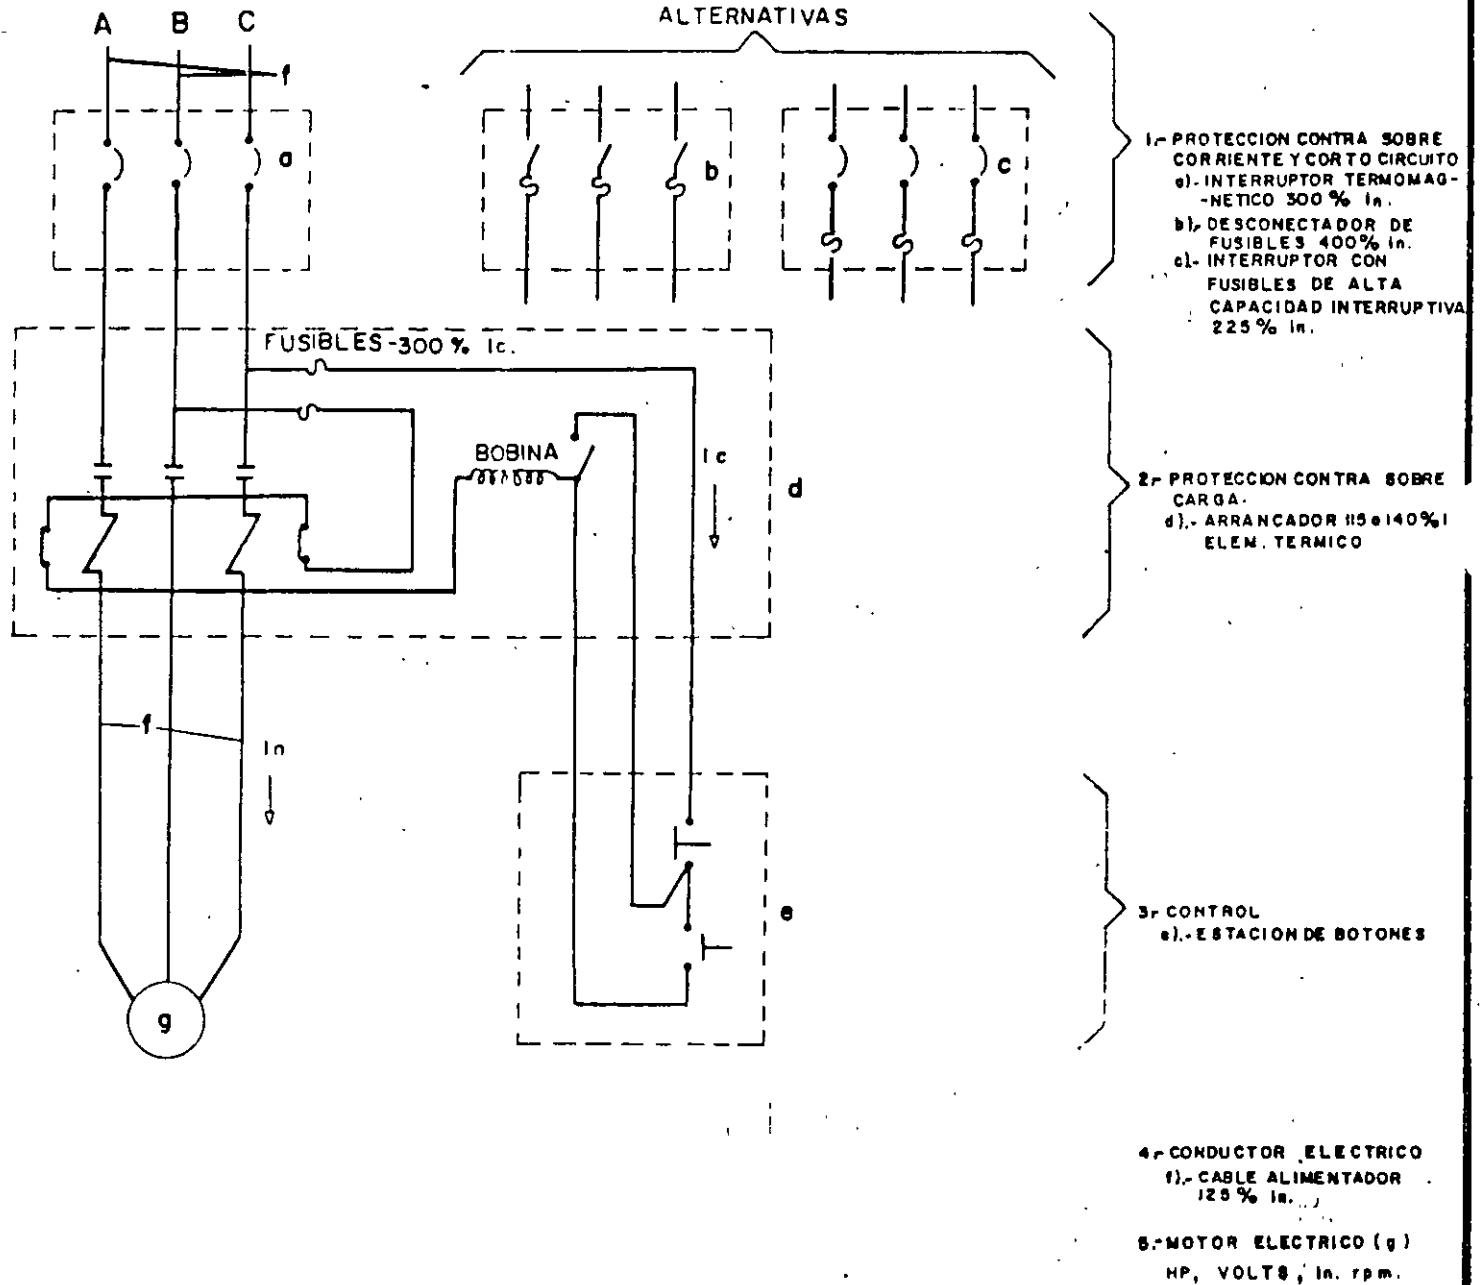 A B C
f
a
ALTERNATIVAS
b
c
1.- PROTECCION CONTRA SOBRE
CORRIENTE Y CORTO CIRCUITO
a).- INTERRUPTOR TERMOMAG-
-NETICO 300 % In.
b).- DESCONECTADOR DE
FUSIBLES 400% In.
c).- INTERRUPTOR CON
FUSIBLES DE ALTA
CAPACIDAD INTERRUPTIVA
225 % In.
FUSIBLES - 300 % Ic.
BOBINA
Ic
d
2.- PROTECCION CONTRA SOBRE
CARGA.
d).- ARRANCADOR 115 a 140% I
ELEM. TERMICO
f
In
e
3.- CONTROL
e).- ESTACION DE BOTONES
g
4.- CONDUCTOR ELECTRICO
f).- CABLE ALIMENTADOR
125 % In.
5.- MOTOR ELECTRICO (g)
HP, VOLTS, In. rpm.